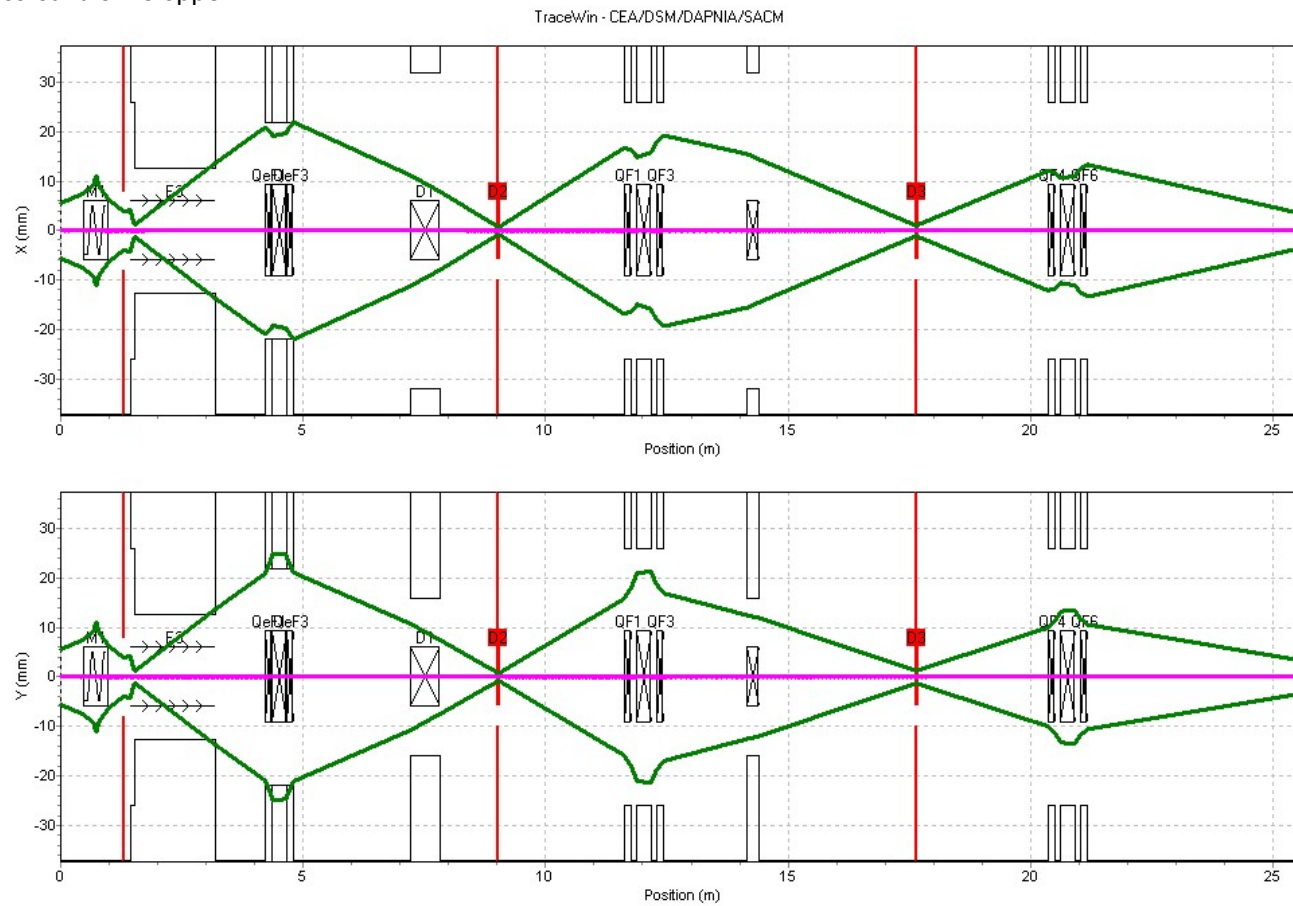 TraceWin - CEA/DSM/DAPNIA/SACM
X (mm)
30
20
10
0
-10
-20
-30
M1
E3
QeF3
D1
D2
QF1 QF3
D3
QF4 QF6
0 5 10 15 20 25
Position (m)
Y (mm)
30
20
10
0
-10
-20
-30
M1
E3
QeF3
D1
D2
QF1 QF3
D3
QF4 QF6
0 5 10 15 20 25
Position (m)